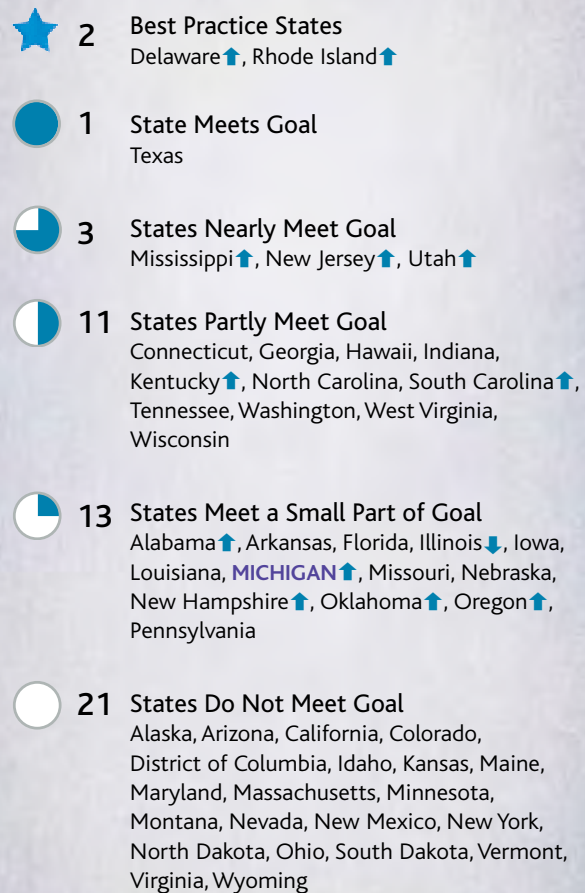 2 Best Practice States
Delaware⬆, Rhode Island⬆
1 State Meets Goal
Texas
3 States Nearly Meet Goal
Mississippi⬆, New Jersey⬆, Utah⬆
11 States Partly Meet Goal
Connecticut, Georgia, Hawaii, Indiana,
Kentucky⬆, North Carolina, South Carolina⬆,
Tennessee, Washington, West Virginia,
Wisconsin
13 States Meet a Small Part of Goal
Alabama⬆, Arkansas, Florida, Illinois⬇, Iowa,
Louisiana, MICHIGAN⬆, Missouri, Nebraska,
New Hampshire⬆, Oklahoma⬆, Oregon⬆,
Pennsylvania
21 States Do Not Meet Goal
Alaska, Arizona, California, Colorado,
District of Columbia, Idaho, Kansas, Maine,
Maryland, Massachusetts, Minnesota,
Montana, Nevada, New Mexico, New York,
North Dakota, Ohio, South Dakota, Vermont,
Virginia, Wyoming